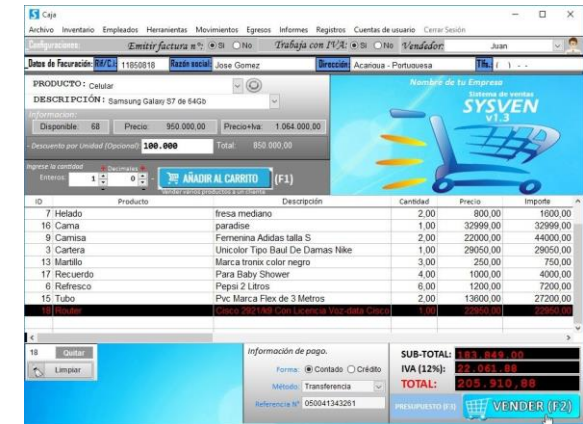 Caja
Archivo Inventario Empleados Herramientas Movimientos Egresos Informes Registros Cuentas de usuario Cerrar Sesión
Configuraciones: Emitir factura n°: Si No Trabaja con IVA: Si No Vendedor: Juan
Datos de Facuración: Rif/C.I: 11850818 Razón social: Jose Gomez Dirección: Acarigua - Portuguesa Tlfs.: ( ) - -
PRODUCTO: Celular
DESCRIPCIÓN: Samsung Galaxy S7 de 64Gb
Informacion:
Disponible: 68 Precio: 950.000,00 Precio+Iva: 1.064.000,00
- Descuento por Unidad (Opcional): 100.000 Total: 850.000,00
Nombre de tu Empresa
Sistema de ventas
SYSVEN
v1.3
Ingrese la cantidad
Enteros: 1 Decimales 0 AÑADIR AL CARRITO (F1)
Vender varios productos a un cliente
ID Producto Descripción Cantidad Precio Importe
7 Helado fresa mediano 2,00 800,00 1600,00
16 Cama paradise 1,00 32999,00 32999,00
9 Camisa Femenina Adidas talla S 2,00 22000,00 44000,00
3 Cartera Unicolor Tipo Baul De Damas Nike 1,00 29050,00 29050,00
13 Martillo Marca tronix color negro 3,00 250,00 750,00
17 Recuerdo Para Baby Shower 4,00 1000,00 4000,00
6 Refresco Pepsi 2 Litros 6,00 1200,00 7200,00
15 Tubo Pvc Marca Flex de 3 Metros 2,00 13600,00 27200,00
18 Router Cisco 2921/k9 Con Licencia Voz-data Cisco 1,00 22950,00 22950,00
18 Quitar
Limpiar
Información de pago.
Forma: Contado Crédito
Método: Transferencia
Referencia N° 050041343261
SUB-TOTAL: 183.849,00
IVA (12%): 22.061,88
TOTAL: 205.910,88
PRESUPUESTO (F3) VENDER (F2)